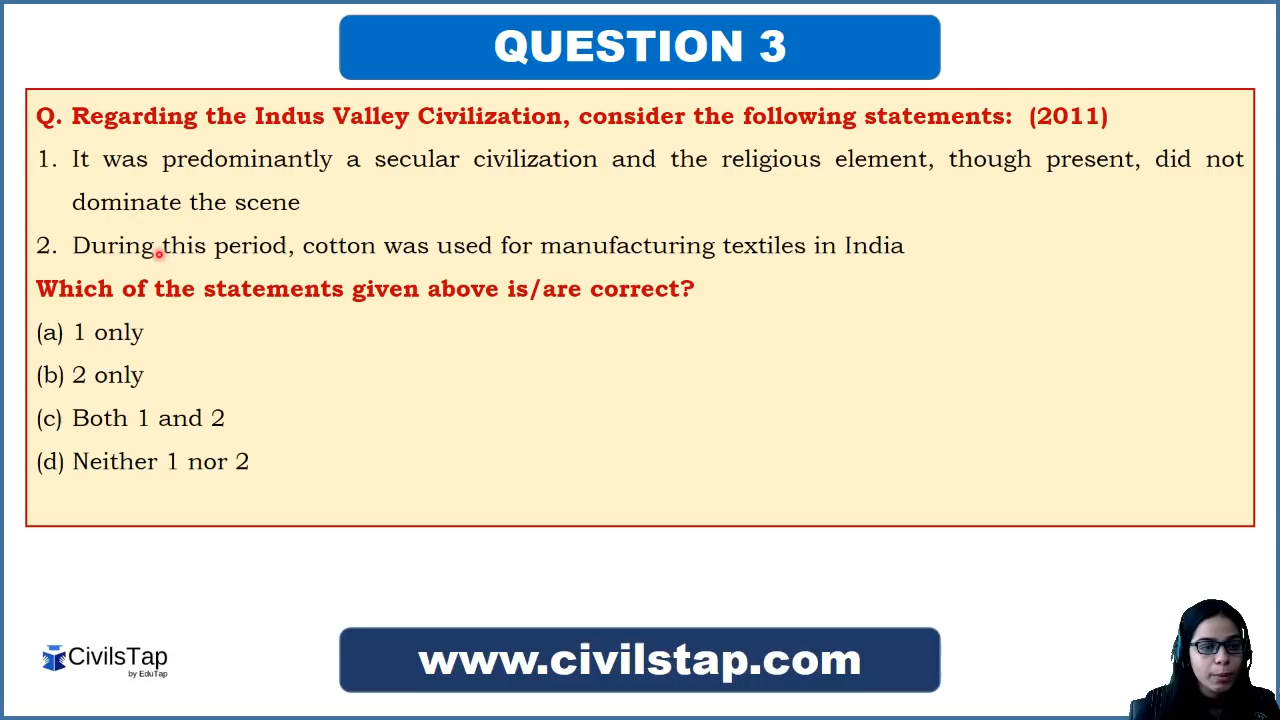 QUESTION 3
Q. Regarding the Indus Valley Civilization, consider the following statements: (2011)
1. It was predominantly a secular civilization and the religious element, though present, did not
dominate the scene
2. During this period, cotton was used for manufacturing textiles in India
Which of the statements given above is/are correct?
(a) 1 only
(b) 2 only
(c) Both 1 and 2
(d) Neither 1 nor 2
CivilsTap
by EduTap
www.civilstap.com